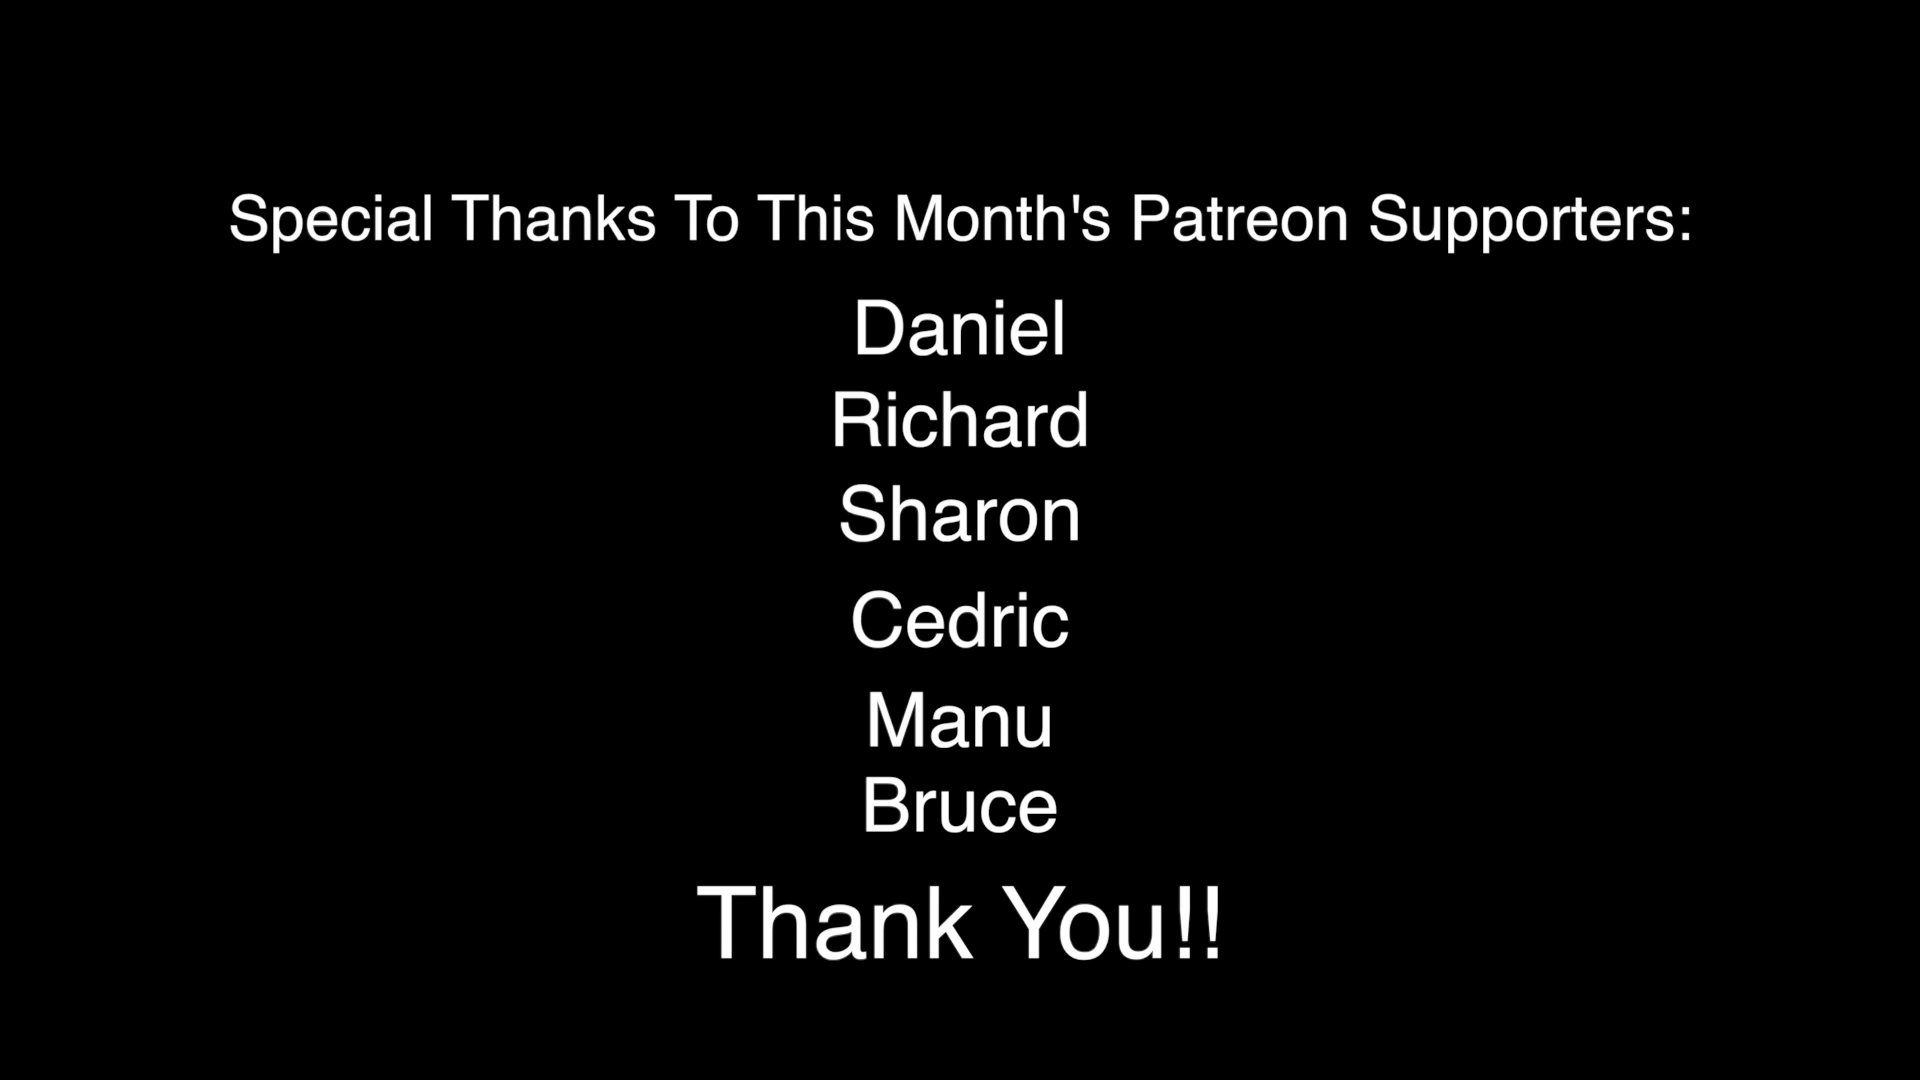 Special Thanks To This Month's Patreon Supporters:
Daniel
Richard
Sharon
Cedric
Manu
Bruce
Thank You!!